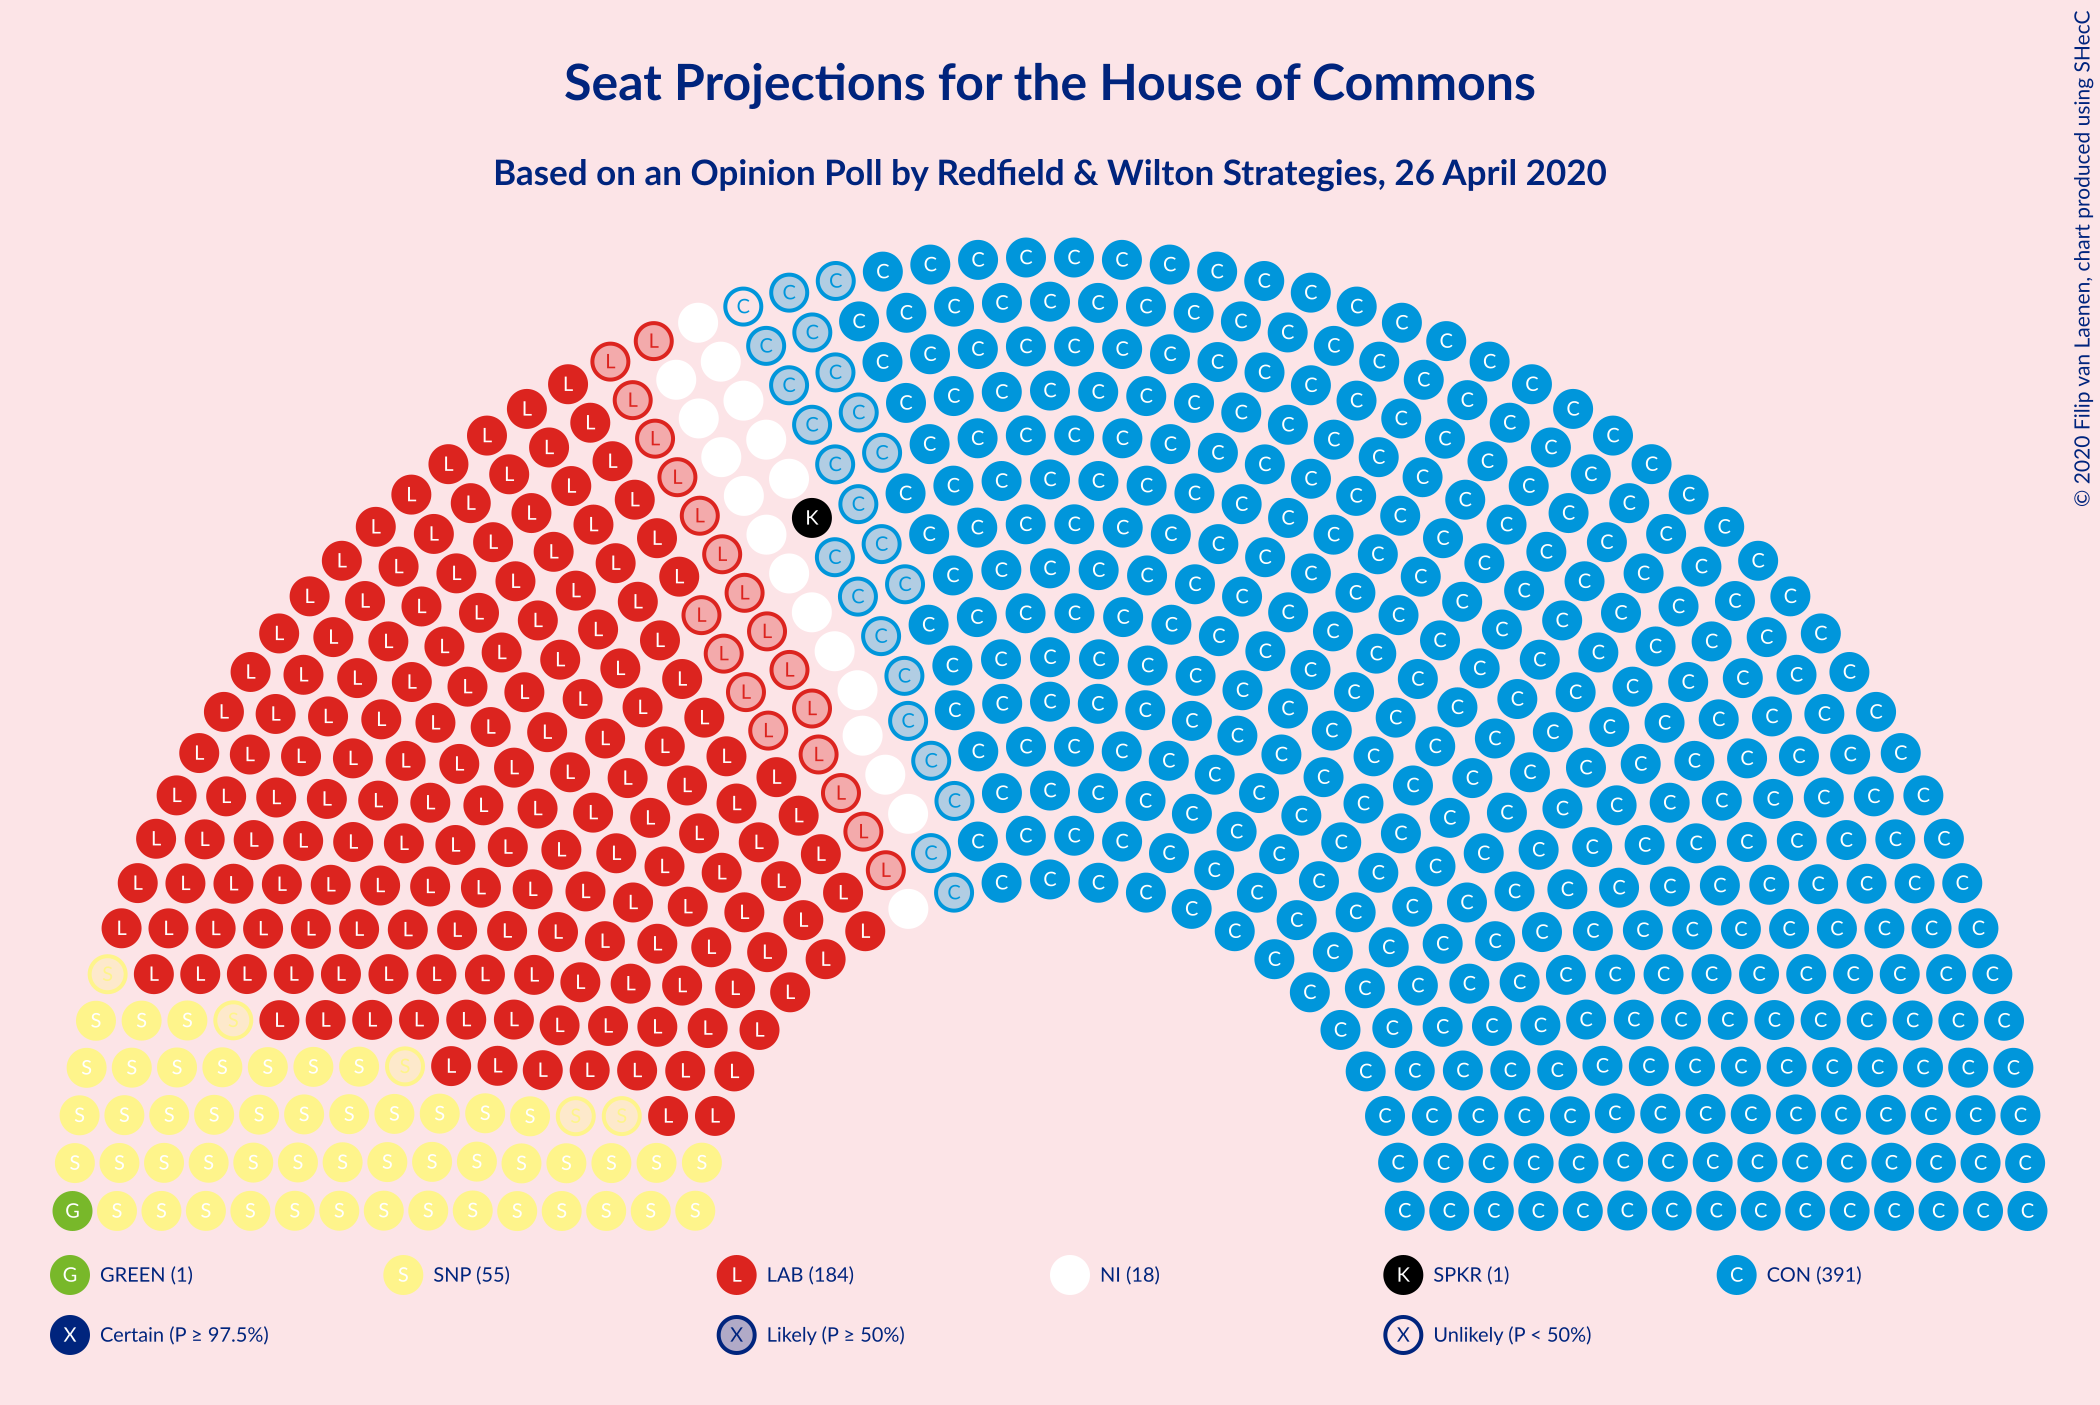 Seat Projections for the House of Commons
Based on an Opinion Poll by Redfield & Wilton Strategies, 26 April 2020
© 2020 Filip van Laenen, chart produced using SHecC
G GREEN (1)
S SNP (55)
L LAB (184)
NI (18)
K SPKR (1)
C CON (391)
X Certain (P ≥ 97.5%)
X Likely (P ≥ 50%)
X Unlikely (P < 50%)